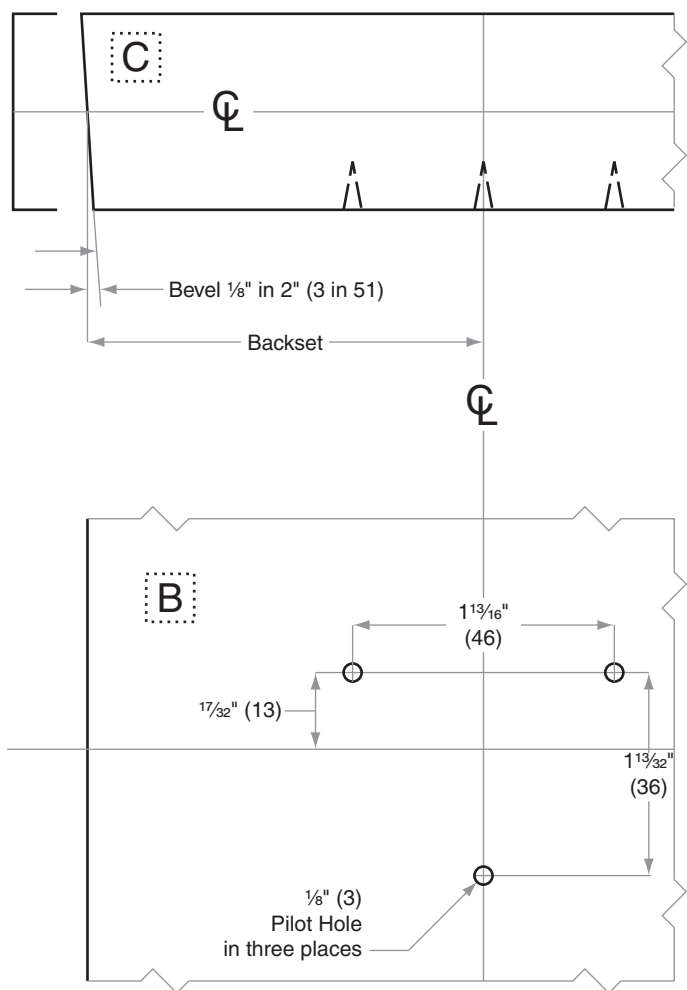 C
℄
Bevel ⅛" in 2" (3 in 51)
Backset
℄
B
1¹³⁄₁₆"
(46)
¹⁷⁄₃₂" (13)
1¹³⁄₃₂"
(36)
⅛" (3)
Pilot Hole
in three places